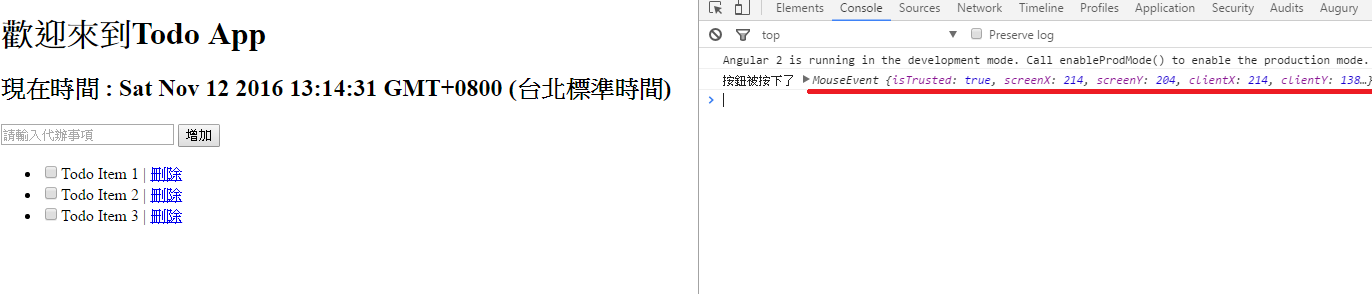 歡迎來到Todo App
現在時間 : Sat Nov 12 2016 13:14:31 GMT+0800 (台北標準時間)
請輸入代辦事項 增加
Todo Item 1 | 刪除
Todo Item 2 | 刪除
Todo Item 3 | 刪除
Elements Console Sources Network Timeline Profiles Application Security Audits Augury
top Preserve log
Angular 2 is running in the development mode. Call enableProdMode() to enable the production mode.
按鈕被按下了 MouseEvent {isTrusted: true, screenX: 214, screenY: 204, clientX: 214, clientY: 138…}